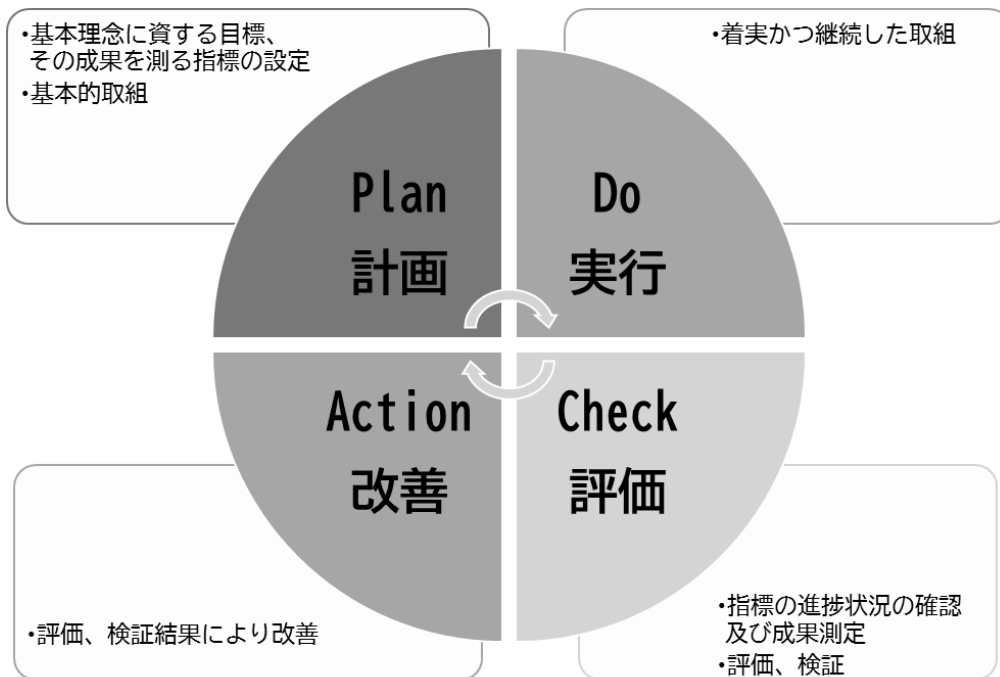 ・基本理念に資する目標、
その成果を測る指標の設定
・基本的取組
・着実かつ継続した取組
Plan
計画
Do
実行
Action
改善
Check
評価
・評価、検証結果により改善
・指標の進捗状況の確認
及び成果測定
・評価、検証